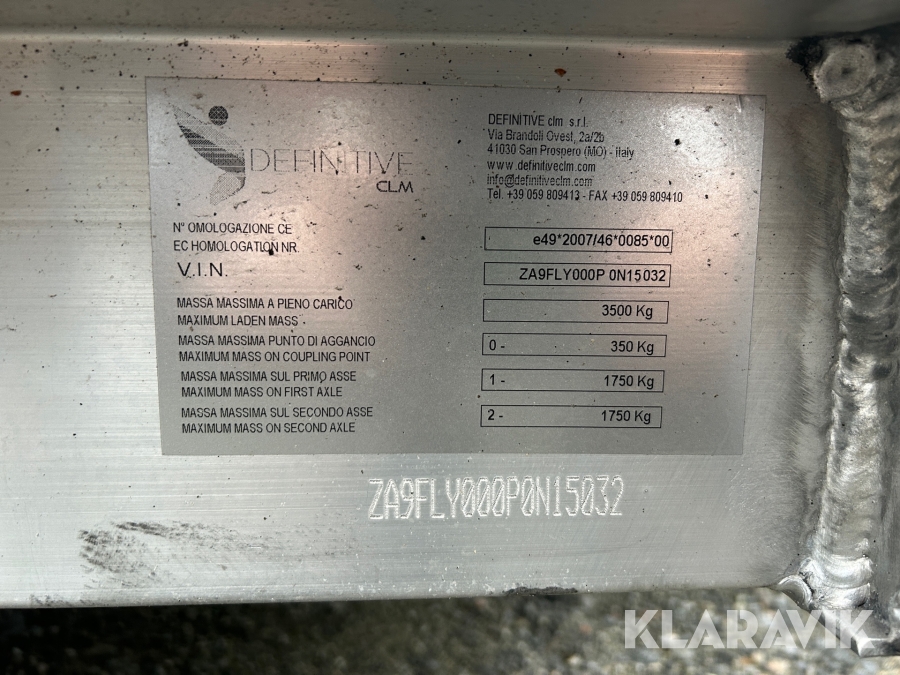 DEFINITIVE
CLM
DEFINITIVE clm s.r.l.
Via Brandoli Ovest, 2a/2b
41030 San Prospero (MO) - Italy
www.definitiveclm.com
info@definitiveclm.com
Tel. +39 059 809413 - FAX +39 059 809410
N° OMOLOGAZIONE CE
EC HOMOLOGATION NR. e49*2007/46*0085*00
V.I.N. ZA9FLY000P 0N15032
MASSA MASSIMA A PIENO CARICO
MAXIMUM LADEN MASS 3500 Kg
MASSA MASSIMA PUNTO DI AGGANCIO
MAXIMUM MASS ON COUPLING POINT 0 - 350 Kg
MASSA MASSIMA SUL PRIMO ASSE
MAXIMUM MASS ON FIRST AXLE 1 - 1750 Kg
MASSA MASSIMA SUL SECONDO ASSE
MAXIMUM MASS ON SECOND AXLE 2 - 1750 Kg
ZA9FLY000P0N15032
KLARAVIK